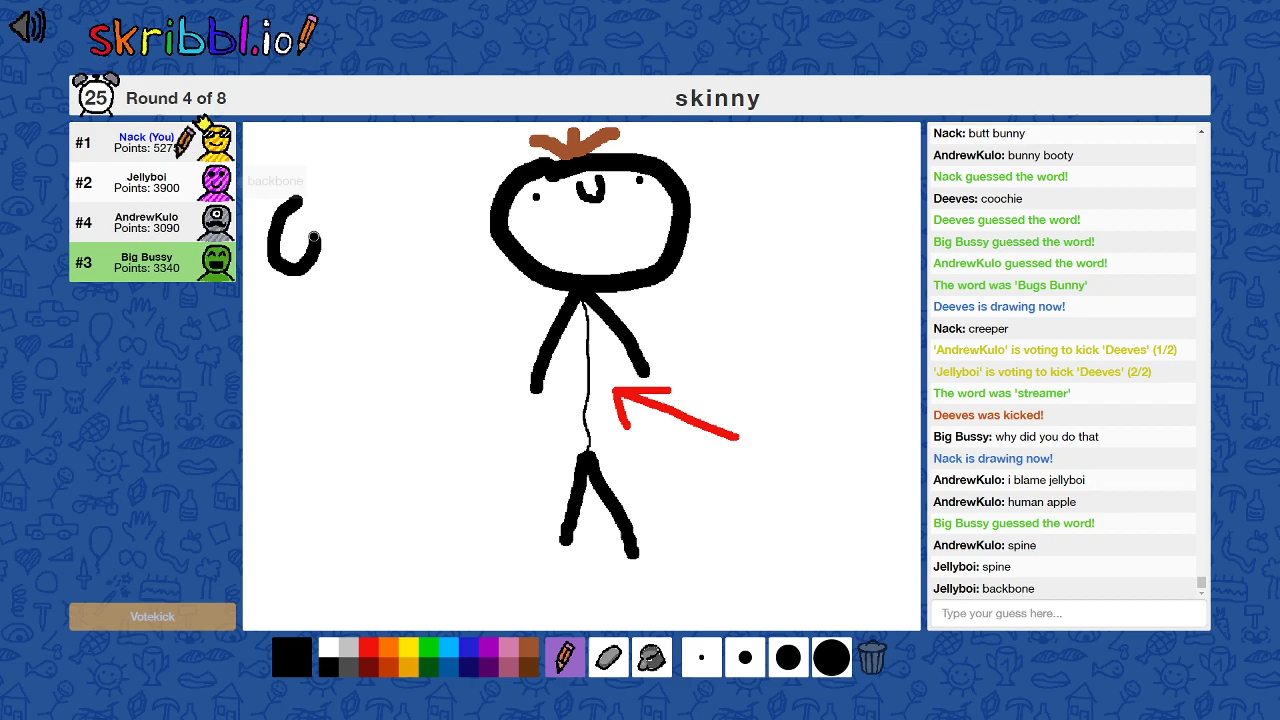 skribbl.io
25
Round 4 of 8
skinny
#1
Nack (You)
Points: 527
#2
Jellyboi
Points: 3900
#4
AndrewKulo
Points: 3090
#3
Big Bussy
Points: 3340
Votekick
backbone
Nack: butt bunny
AndrewKulo: bunny booty
Nack guessed the word!
Deeves: coochie
Deeves guessed the word!
Big Bussy guessed the word!
AndrewKulo guessed the word!
The word was 'Bugs Bunny'
Deeves is drawing now!
Nack: creeper
'AndrewKulo' is voting to kick 'Deeves' (1/2)
'Jellyboi' is voting to kick 'Deeves' (2/2)
The word was 'streamer'
Deeves was kicked!
Big Bussy: why did you do that
Nack is drawing now!
AndrewKulo: i blame jellyboi
AndrewKulo: human apple
Big Bussy guessed the word!
AndrewKulo: spine
Jellyboi: spine
Jellyboi: backbone
Type your guess here...